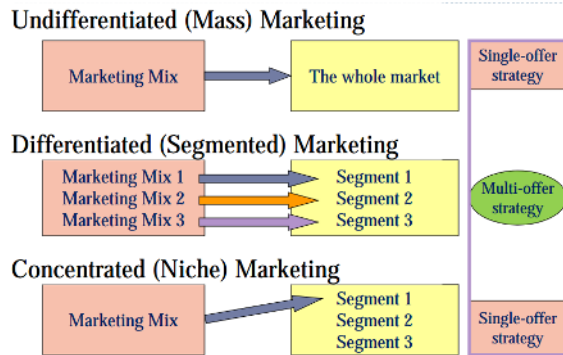 Undifferentiated (Mass) Marketing
Marketing Mix
The whole market
Single-offer
strategy
Differentiated (Segmented) Marketing
Marketing Mix 1
Marketing Mix 2
Marketing Mix 3
Segment 1
Segment 2
Segment 3
Multi-offer
strategy
Concentrated (Niche) Marketing
Marketing Mix
Segment 1
Segment 2
Segment 3
Single-offer
strategy